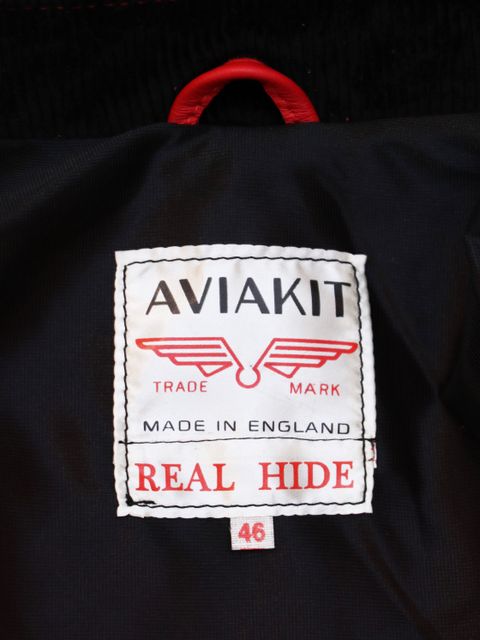 AVIAKIT
TRADE MARK
MADE IN ENGLAND
REAL HIDE
46